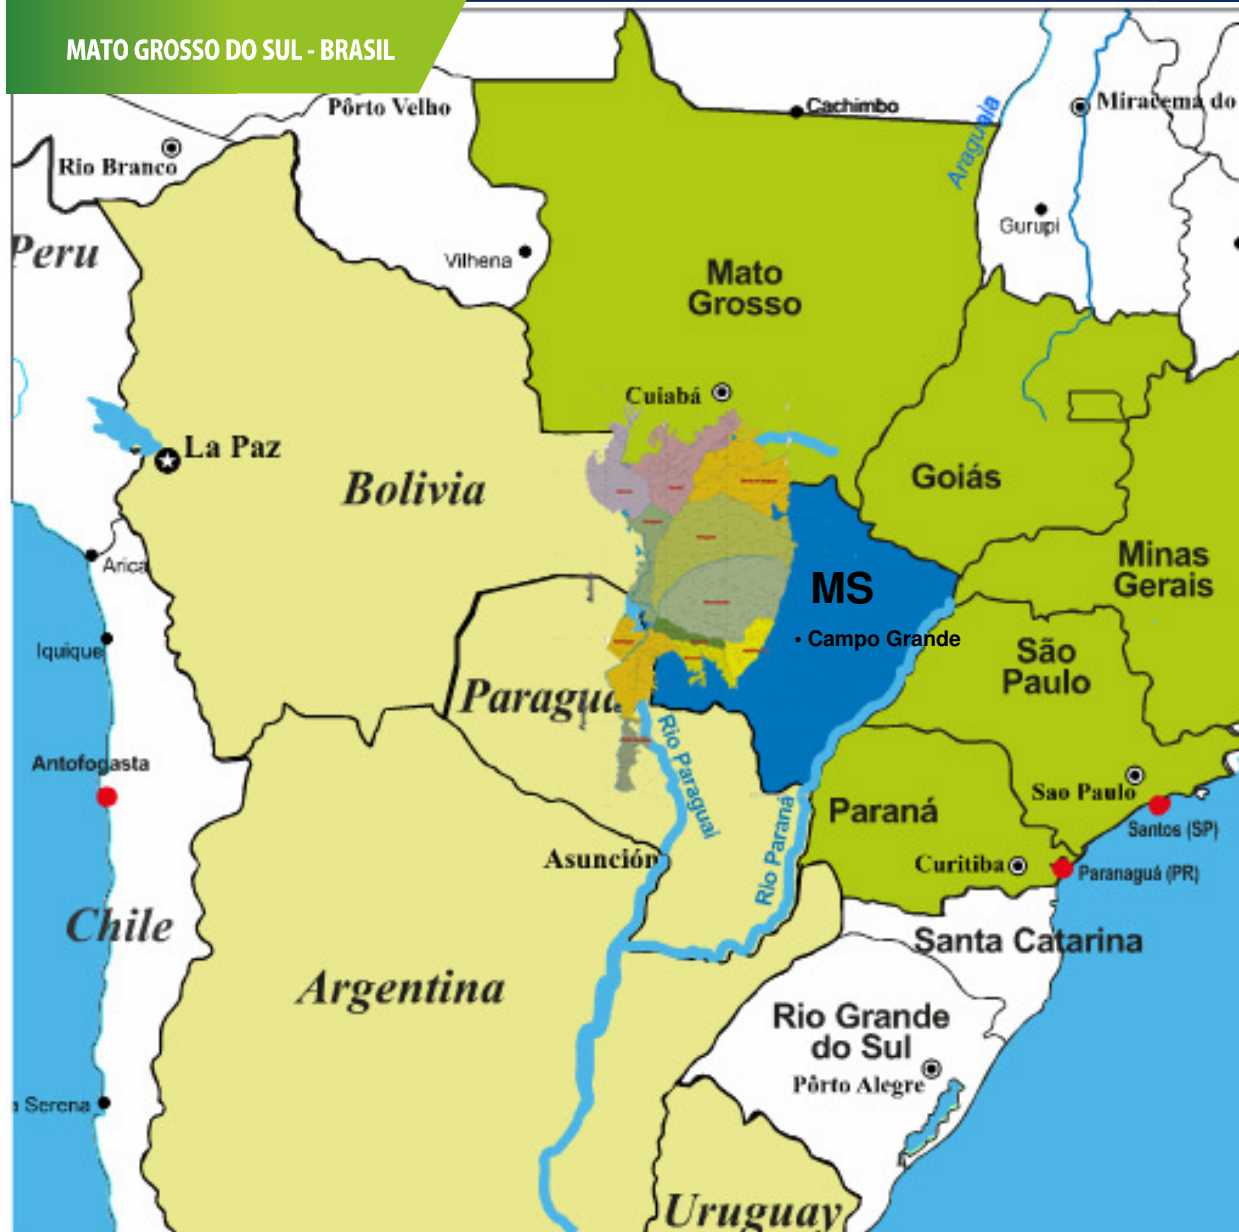 MATO GROSSO DO SUL - BRASIL
Pôrto Velho
Cachimbo
Araguaia
Miracema do
Rio Branco
Peru
Gurupi
Vilhena
Mato
Grosso
Cuiabá
La Paz
Bolivia
Goiás
Minas
Gerais
Arica
MS
• Campo Grande
Iquique
São
Paulo
Paragua
Rio Paraguai
Antofogasta
Sao Paulo
Paraná
Rio Paraná
Santos (SP)
Asunción
Curitiba
Paranaguá (PR)
Chile
Santa Catarina
Argentina
Rio Grande
do Sul
Pôrto Alegre
a Serena
Uruguay